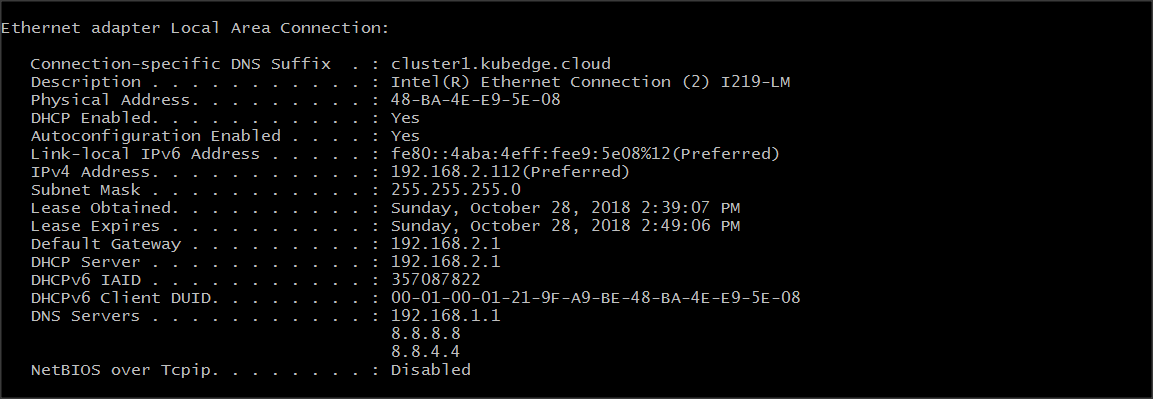 Ethernet adapter Local Area Connection:
Connection-specific DNS Suffix  . : cluster1.kubedge.cloud
Description . . . . . . . . . . . : Intel(R) Ethernet Connection (2) I219-LM
Physical Address. . . . . . . . . : 48-BA-4E-E9-5E-08
DHCP Enabled. . . . . . . . . . . : Yes
Autoconfiguration Enabled . . . . : Yes
Link-local IPv6 Address . . . . . : fe80::4aba:4eff:fee9:5e08%12(Preferred)
IPv4 Address. . . . . . . . . . . : 192.168.2.112(Preferred)
Subnet Mask . . . . . . . . . . . : 255.255.255.0
Lease Obtained. . . . . . . . . . : Sunday, October 28, 2018 2:39:07 PM
Lease Expires . . . . . . . . . . : Sunday, October 28, 2018 2:49:06 PM
Default Gateway . . . . . . . . . : 192.168.2.1
DHCP Server . . . . . . . . . . . : 192.168.2.1
DHCPv6 IAID . . . . . . . . . . . : 357087822
DHCPv6 Client DUID. . . . . . . . : 00-01-00-01-21-9F-A9-BE-48-BA-4E-E9-5E-08
DNS Servers . . . . . . . . . . . : 192.168.1.1
8.8.8.8
8.8.4.4
NetBIOS over Tcpip. . . . . . . . : Disabled